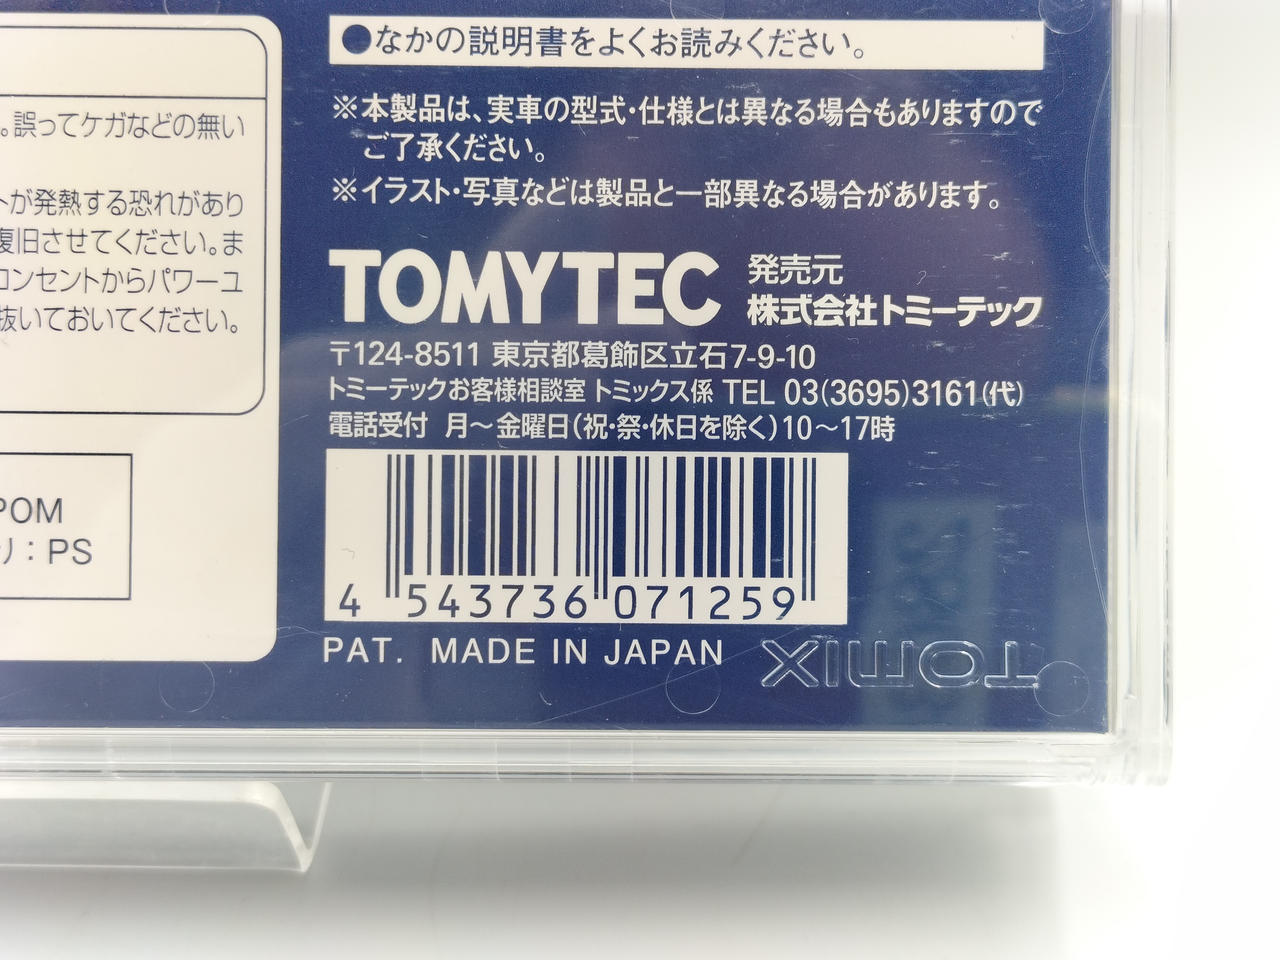 。誤ってケガなどの無い
トが発熱する恐れがあり
復旧させてください。ま
コンセントからパワーユ
抜いておいてください。
POM
り：PS
●なかの説明書をよくお読みください。
※本製品は、実車の型式・仕様とは異なる場合もありますので
ご了承ください。
※イラスト・写真などは製品と一部異なる場合があります。
TOMYTEC
発売元
株式会社トミーテック
〒124-8511 東京都葛飾区立石7-9-10
トミーテックお客様相談室 トミックス係 TEL 03(3695)3161(代)
電話受付 月～金曜日(祝・祭・休日を除く)10～17時
4 543736 071259
PAT. MADE IN JAPAN
TOMIX